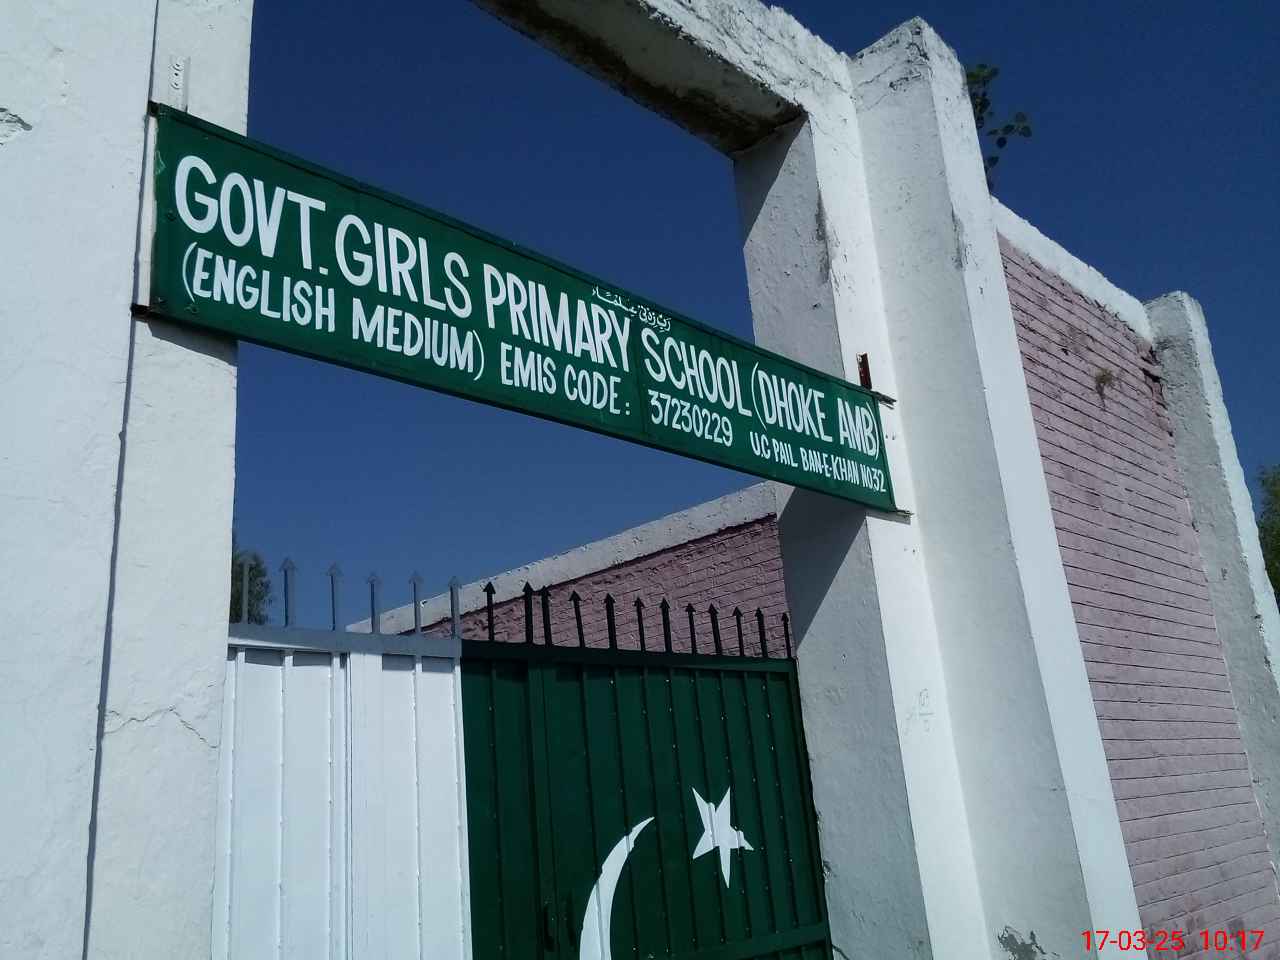 رَبِّ زِدْنِیْ عِلْمًا
GOVT. GIRLS PRIMARY SCHOOL (DHOKE AMB)
(ENGLISH MEDIUM) EMIS CODE: 37230229 U.C PAIL BAN-E-KHAN NO.32
17-03-25 10:17